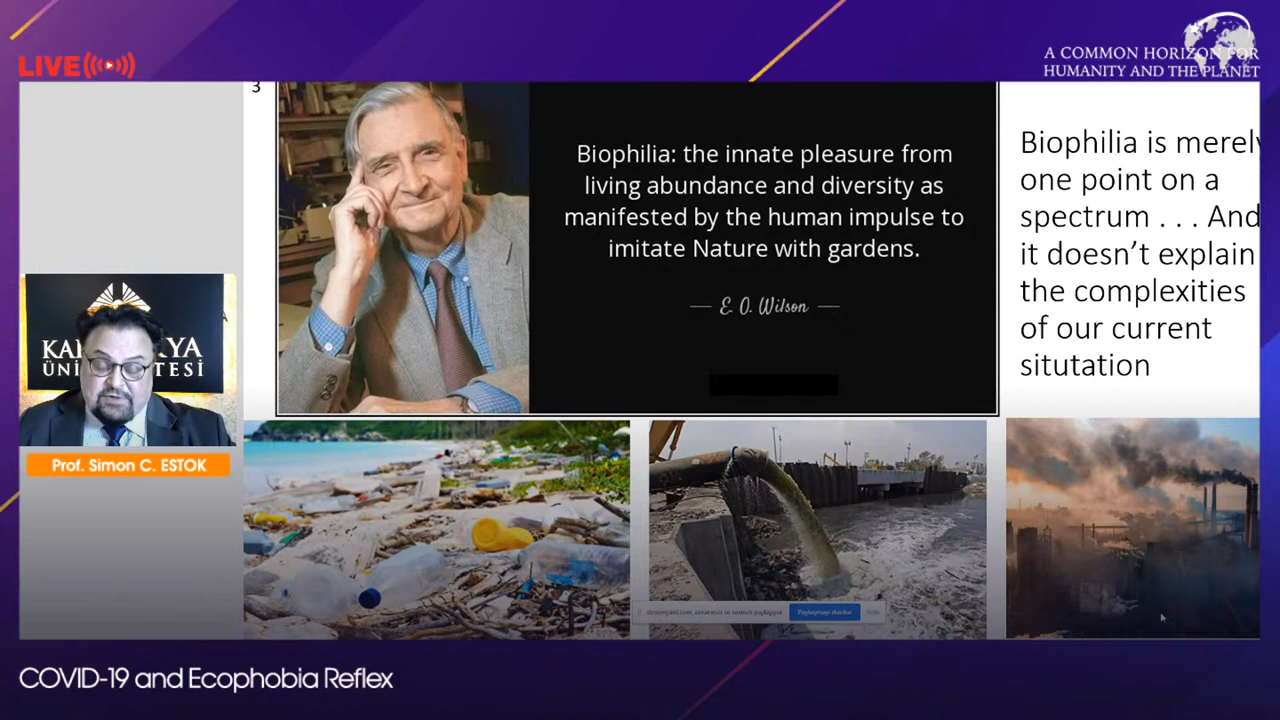 LIVE
A COMMON HORIZON FOR
HUMANITY AND THE PLANET
3
Biophilia: the innate pleasure from
living abundance and diversity as
manifested by the human impulse to
imitate Nature with gardens.
E. O. Wilson
Biophilia is merely
one point on a
spectrum . . . And
it doesn’t explain
the complexities
of our current
situtation
Prof. Simon C. ESTOK
COVID-19 and Ecophobia Reflex